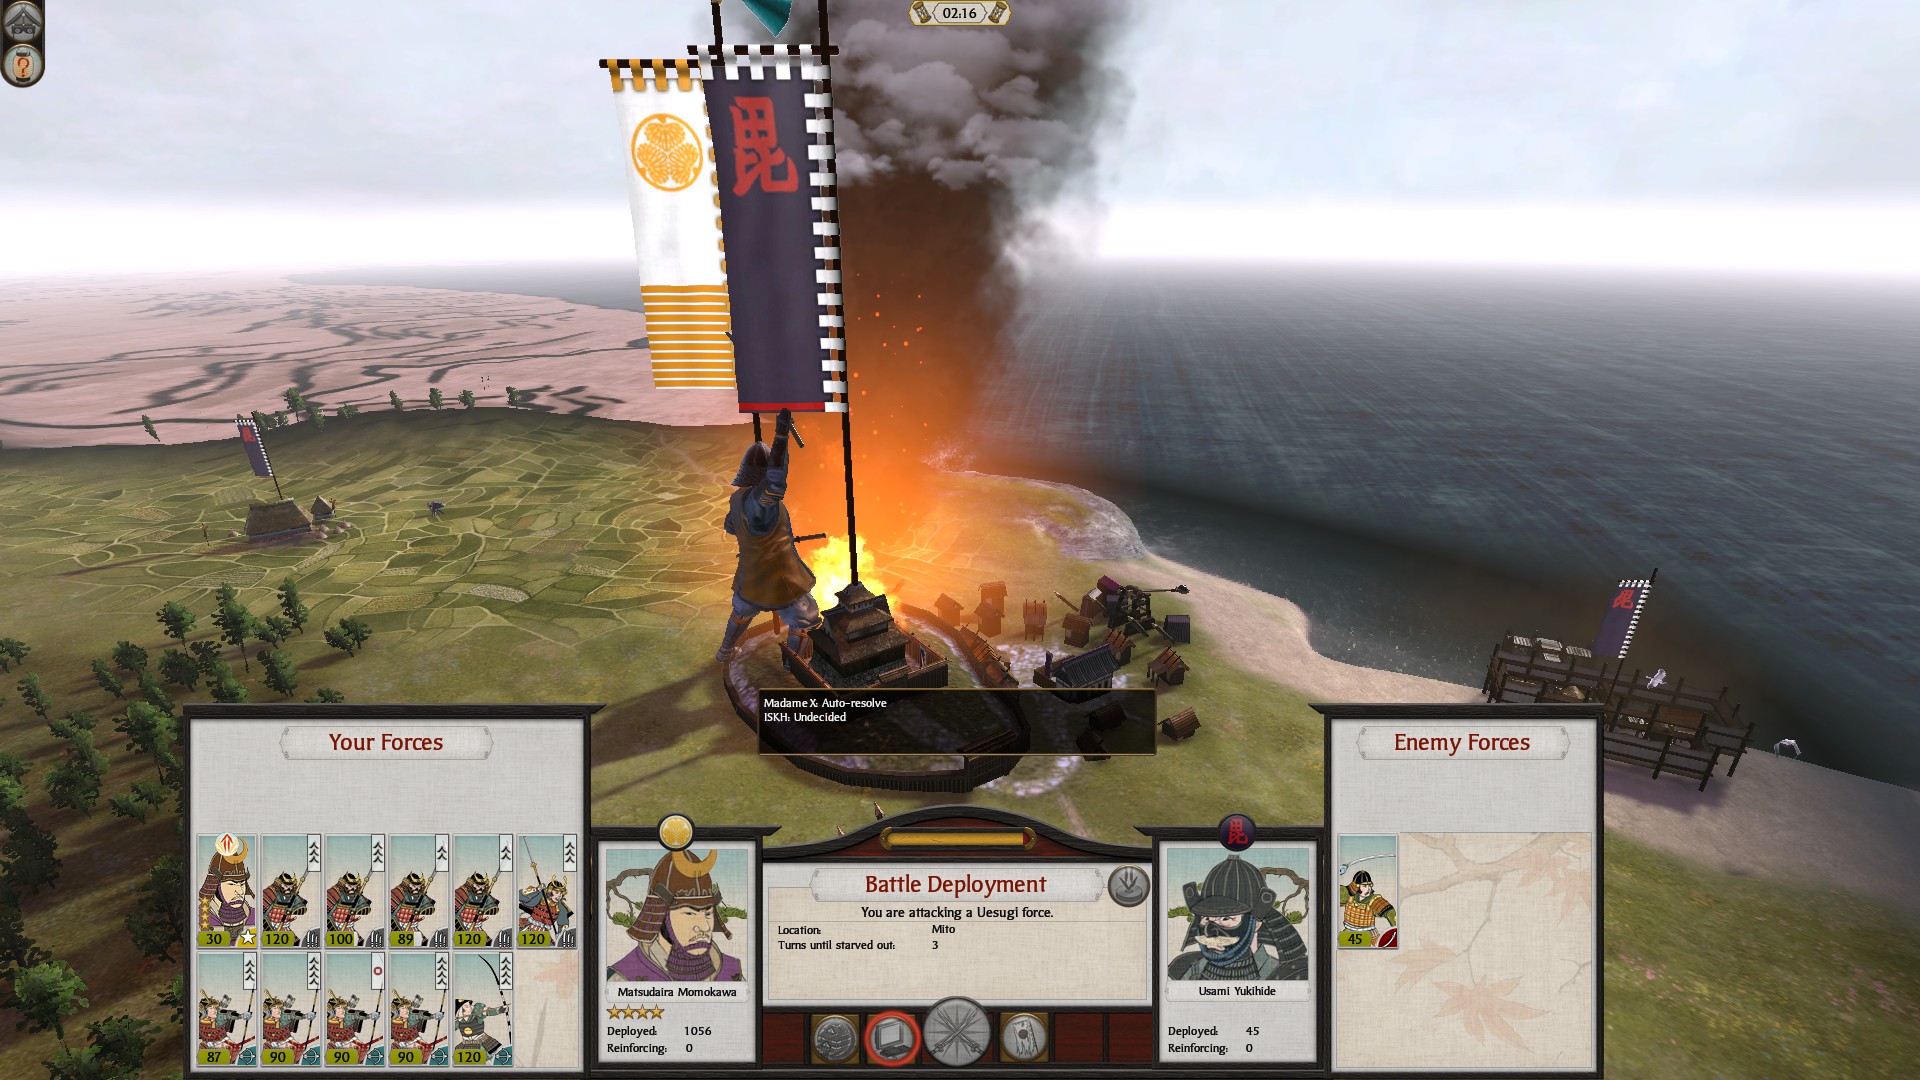 02:16
毘
毘
毘
Madame X: Auto-resolve
ISKH: Undecided
Your Forces
30
120
100
89
120
120
87
90
90
90
120
Matsudaira Momokawa
Deployed: 1056
Reinforcing: 0
Battle Deployment
You are attacking a Uesugi force.
Location: Mito
Turns until starved out: 3
毘
Usami Yukihide
Deployed: 45
Reinforcing: 0
Enemy Forces
45